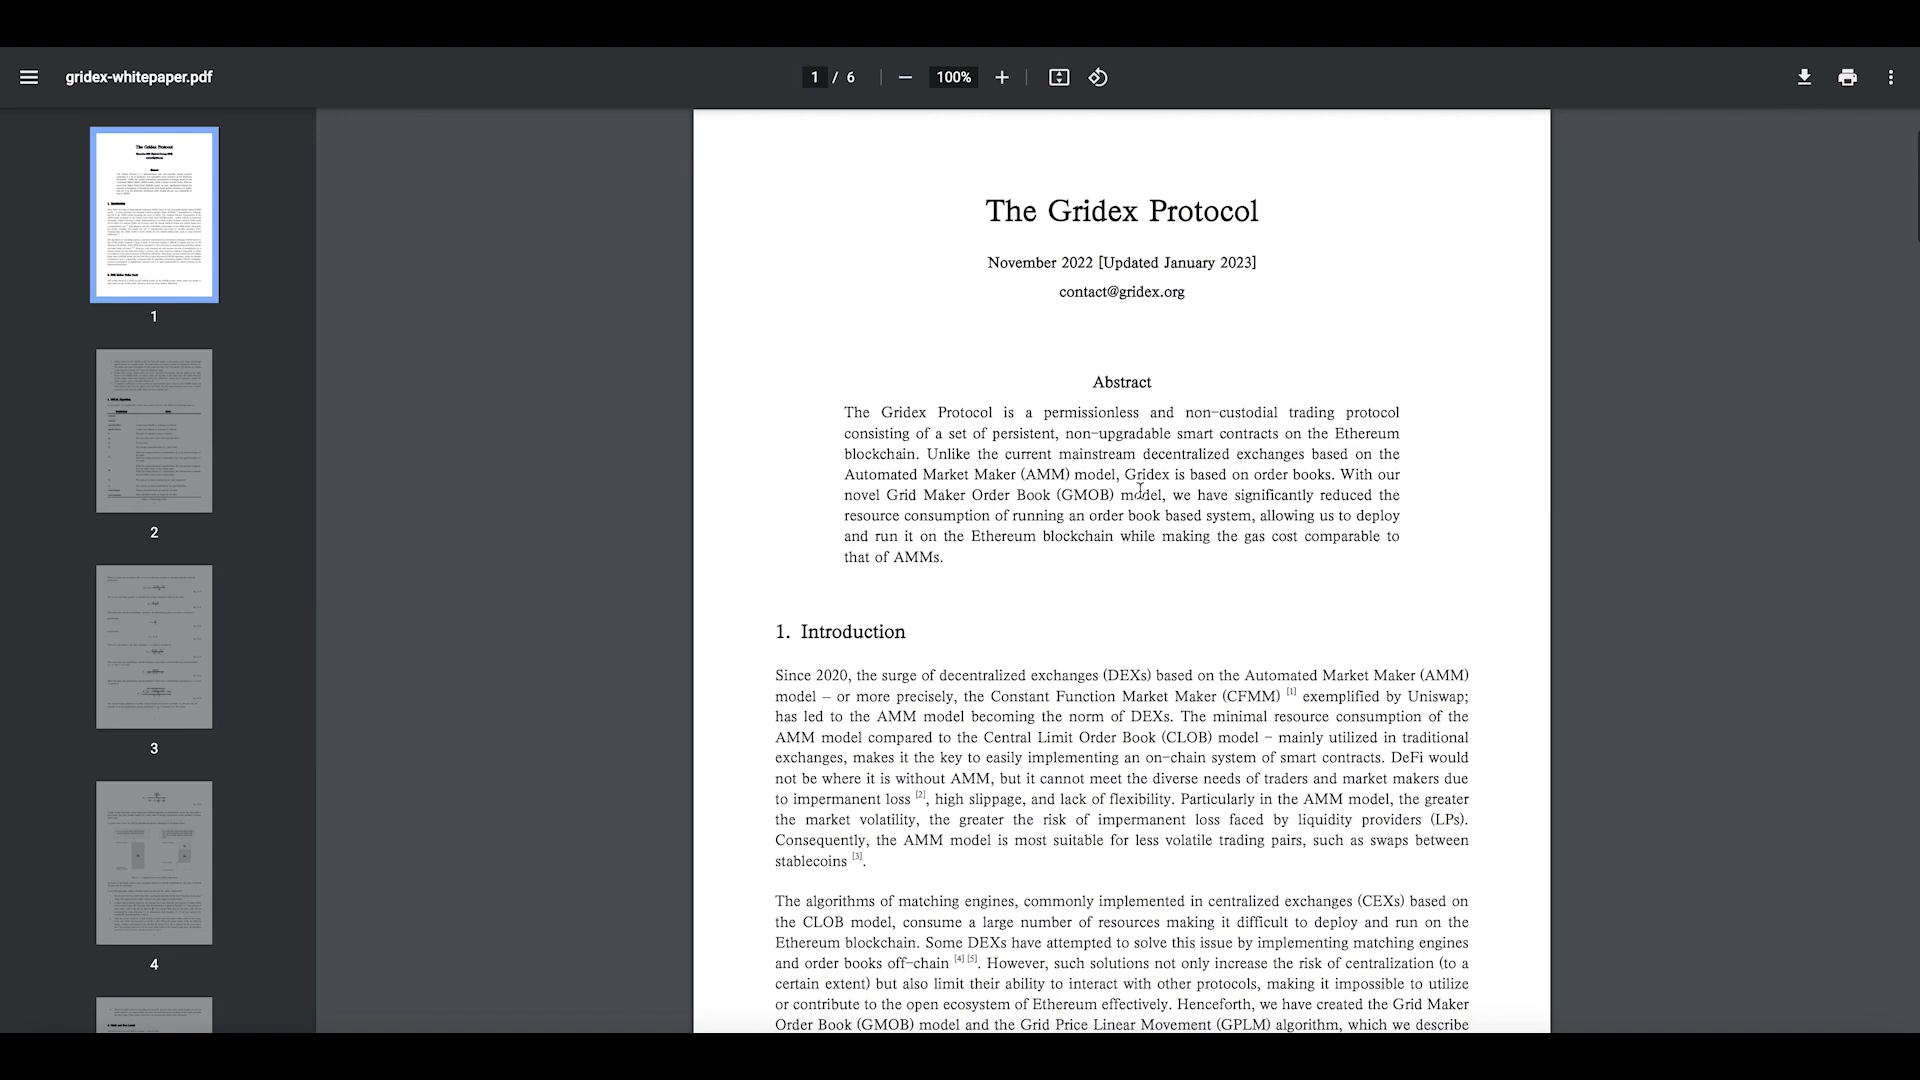 gridex-whitepaper.pdf
1 / 6
100%
1
2
3
4
The Gridex Protocol
November 2022 [Updated January 2023]
contact@gridex.org
Abstract
The Gridex Protocol is a permissionless and non-custodial trading protocol
consisting of a set of persistent, non-upgradable smart contracts on the Ethereum
blockchain. Unlike the current mainstream decentralized exchanges based on the
Automated Market Maker (AMM) model, Gridex is based on order books. With our
novel Grid Maker Order Book (GMOB) model, we have significantly reduced the
resource consumption of running an order book based system, allowing us to deploy
and run it on the Ethereum blockchain while making the gas cost comparable to
that of AMMs.
1. Introduction
Since 2020, the surge of decentralized exchanges (DEXs) based on the Automated Market Maker (AMM)
model – or more precisely, the Constant Function Market Maker (CFMM) [1] exemplified by Uniswap;
has led to the AMM model becoming the norm of DEXs. The minimal resource consumption of the
AMM model compared to the Central Limit Order Book (CLOB) model – mainly utilized in traditional
exchanges, makes it the key to easily implementing an on-chain system of smart contracts. DeFi would
not be where it is without AMM, but it cannot meet the diverse needs of traders and market makers due
to impermanent loss [2], high slippage, and lack of flexibility. Particularly in the AMM model, the greater
the market volatility, the greater the risk of impermanent loss faced by liquidity providers (LPs).
Consequently, the AMM model is most suitable for less volatile trading pairs, such as swaps between
stablecoins [3].
The algorithms of matching engines, commonly implemented in centralized exchanges (CEXs) based on
the CLOB model, consume a large number of resources making it difficult to deploy and run on the
Ethereum blockchain. Some DEXs have attempted to solve this issue by implementing matching engines
and order books off-chain [4] [5]. However, such solutions not only increase the risk of centralization (to a
certain extent) but also limit their ability to interact with other protocols, making it impossible to utilize
or contribute to the open ecosystem of Ethereum effectively. Henceforth, we have created the Grid Maker
Order Book (GMOB) model and the Grid Price Linear Movement (GPLM) algorithm, which we describe